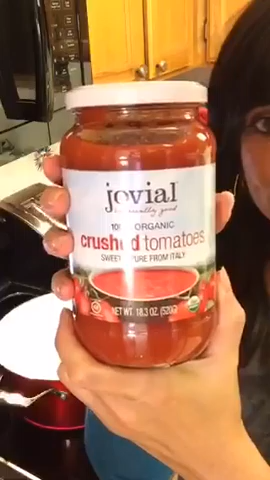 jovial
100% ORGANIC
crushed tomatoes
SWEET PURE FROM ITALY
NET WT 18.3 OZ (520G)